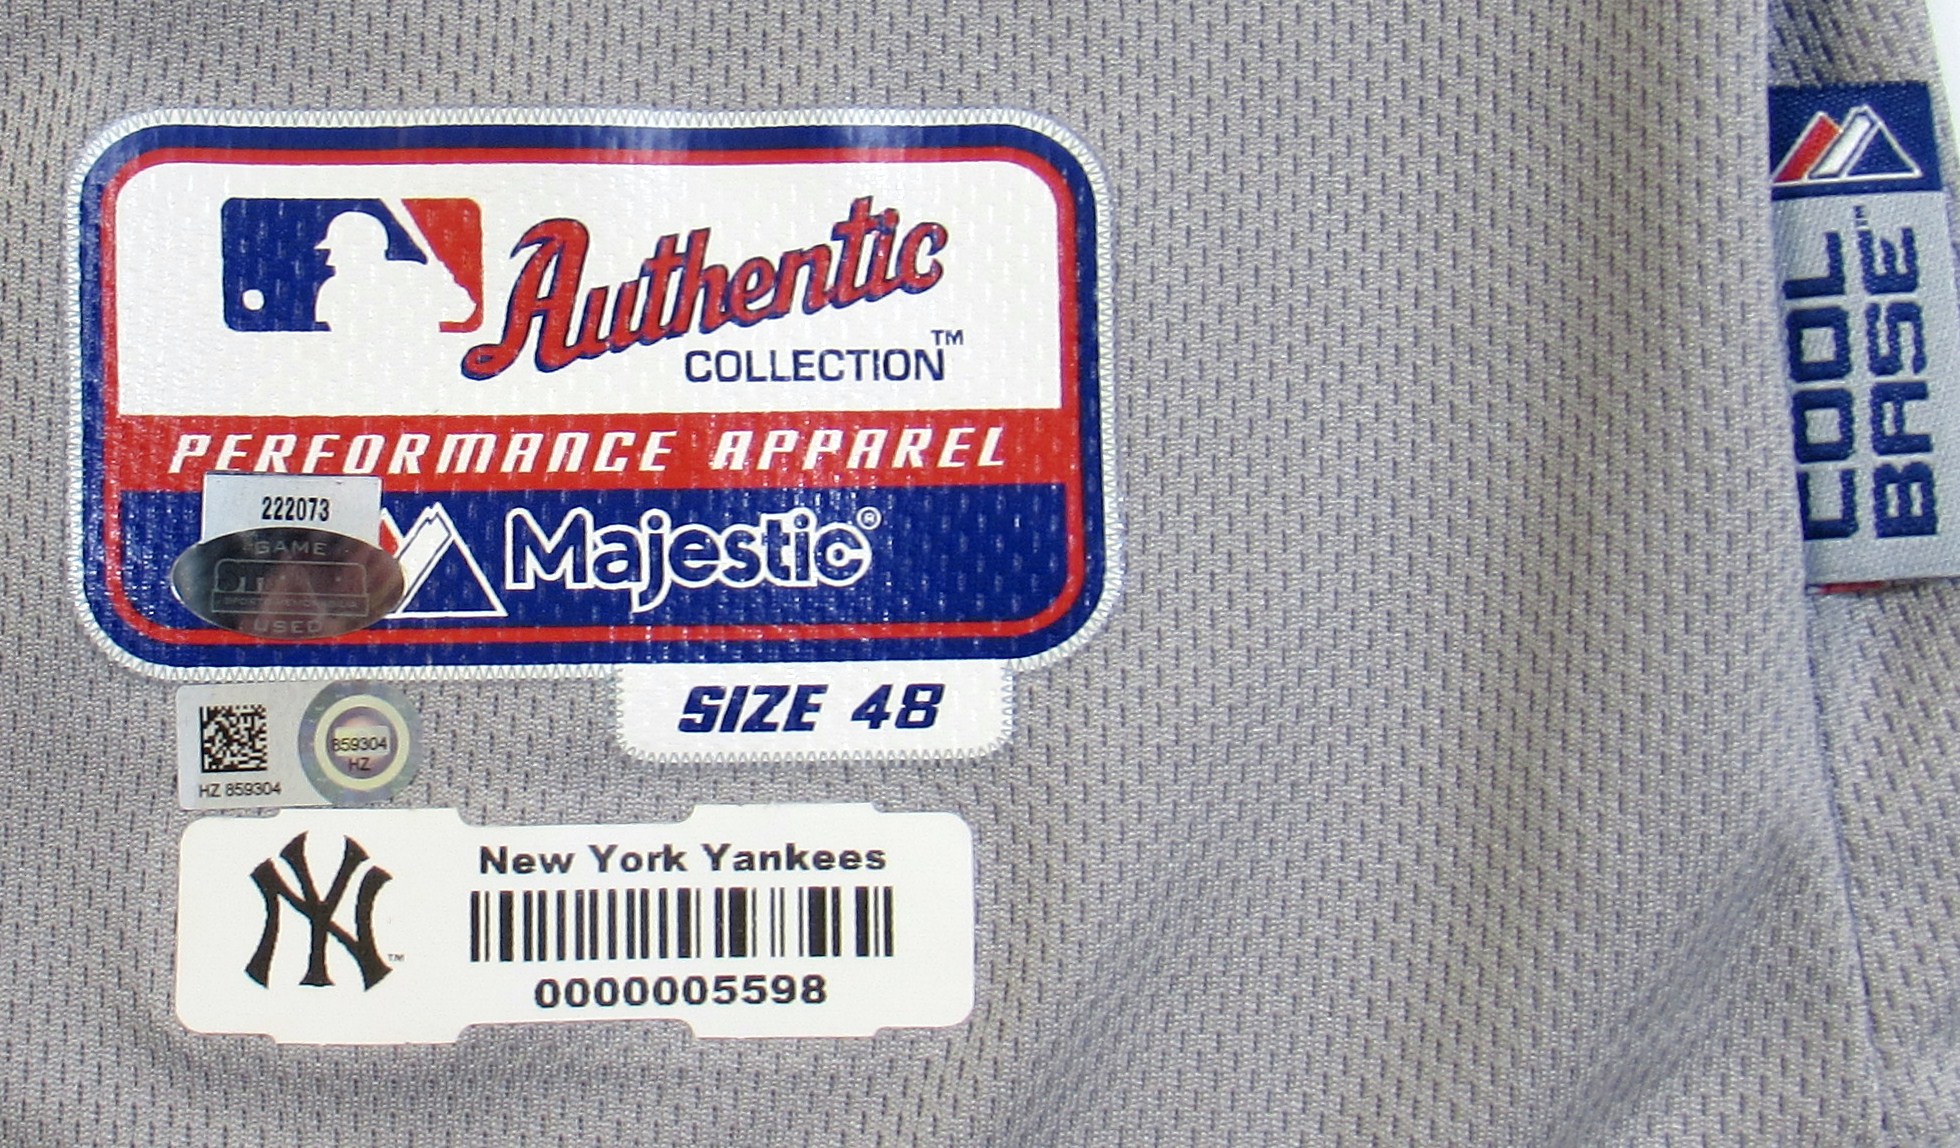 Authentic
COLLECTION™
PERFORMANCE APPAREL
222073
GAME
USED
Majestic®
SIZE 48
859304
HZ
HZ 859304
New York Yankees
NY™
0000005598
COOL
BASE™